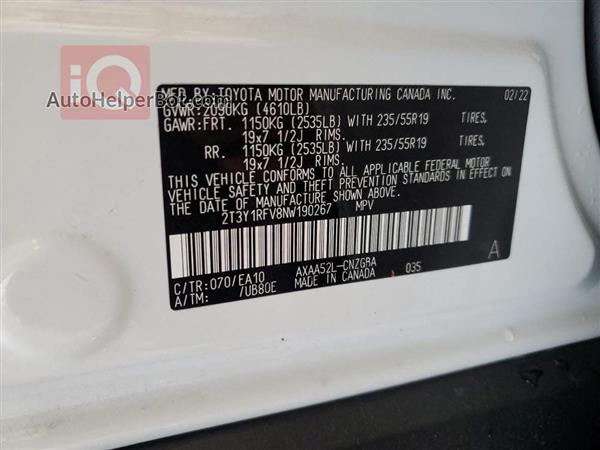 iQ
AutoHelperBot.com
MFD. BY: TOYOTA MOTOR MANUFACTURING CANADA INC. 02/22
GVWR: 2090KG (4610LB)
GAWR: FRT. 1150KG (2535LB) WITH 235/55R19 TIRES.
19x7 1/2J RIMS.
RR. 1150KG (2535LB) WITH 235/55R19 TIRES.
19x7 1/2J RIMS.
THIS VEHICLE CONFORMS TO ALL APPLICABLE FEDERAL MOTOR
VEHICLE SAFETY AND BUMPER STANDARDS IN EFFECT ON
THE DATE OF MANUFACTURE SHOWN ABOVE.
2T3Y1RFV8NW190267 MPV
C/TR: 070/EA10 AXAA52L-CNZGRA 035 A
A/TM: /UB80E MADE IN CANADA